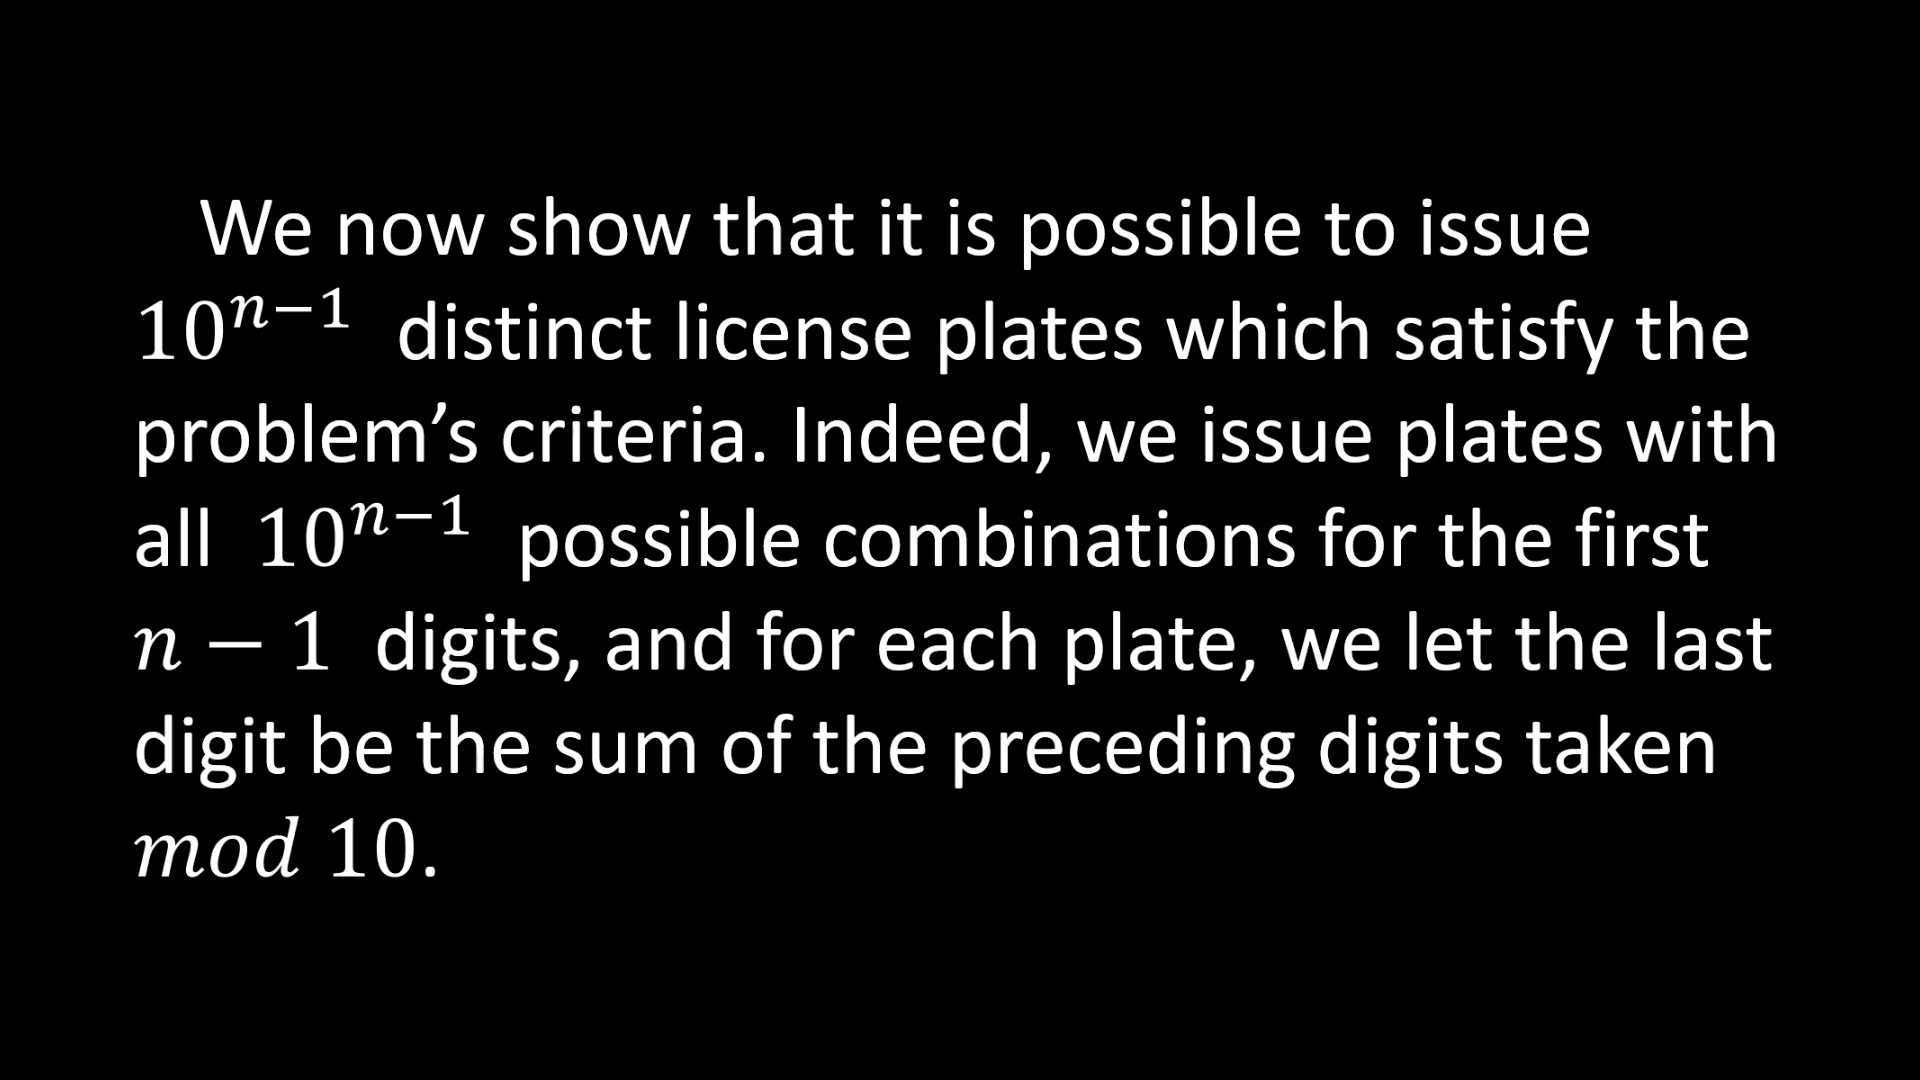 We now show that it is possible to issue
$10^{n-1}$ distinct license plates which satisfy the
problem’s criteria. Indeed, we issue plates with
all $10^{n-1}$ possible combinations for the first
$n - 1$ digits, and for each plate, we let the last
digit be the sum of the preceding digits taken
$mod\ 10$.